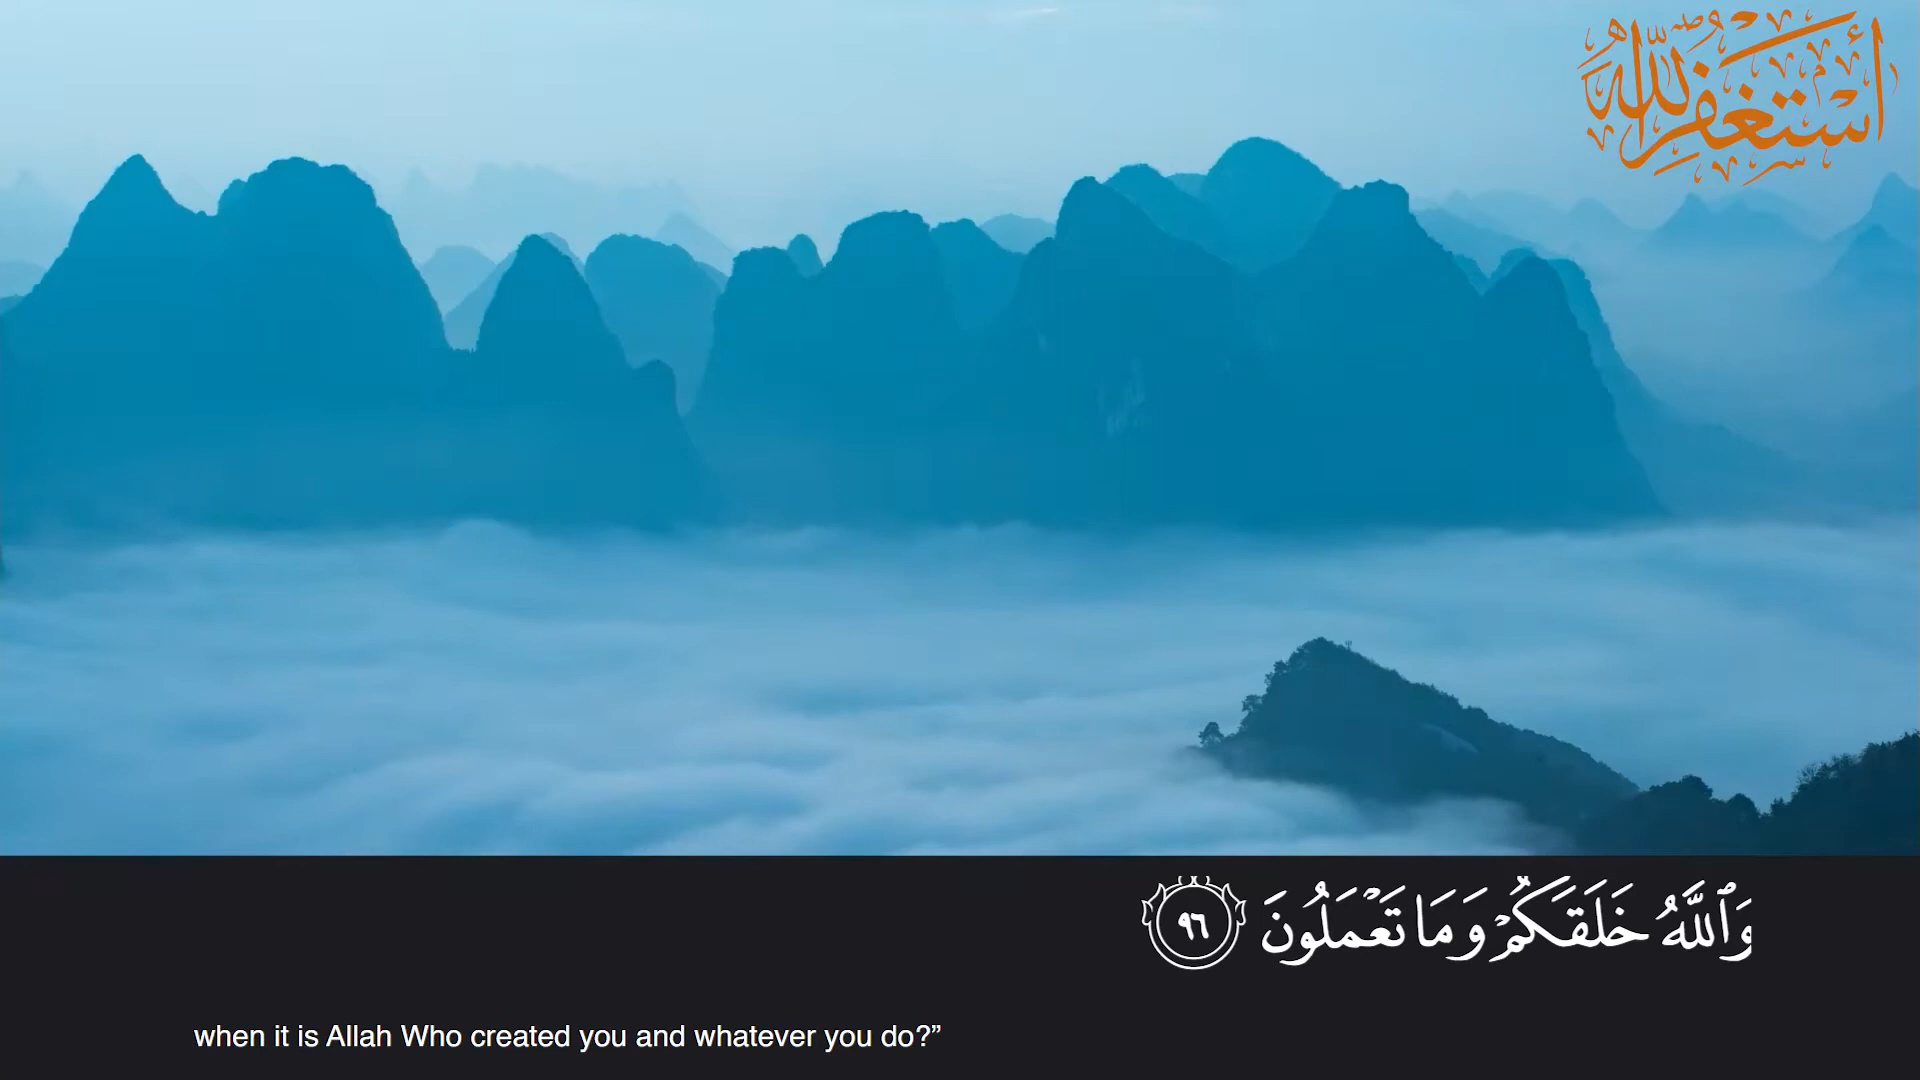 أستغفر الله
وَٱللَّهُ خَلَقَكُمْ وَمَا تَعْمَلُونَ ٩٦
when it is Allah Who created you and whatever you do?”